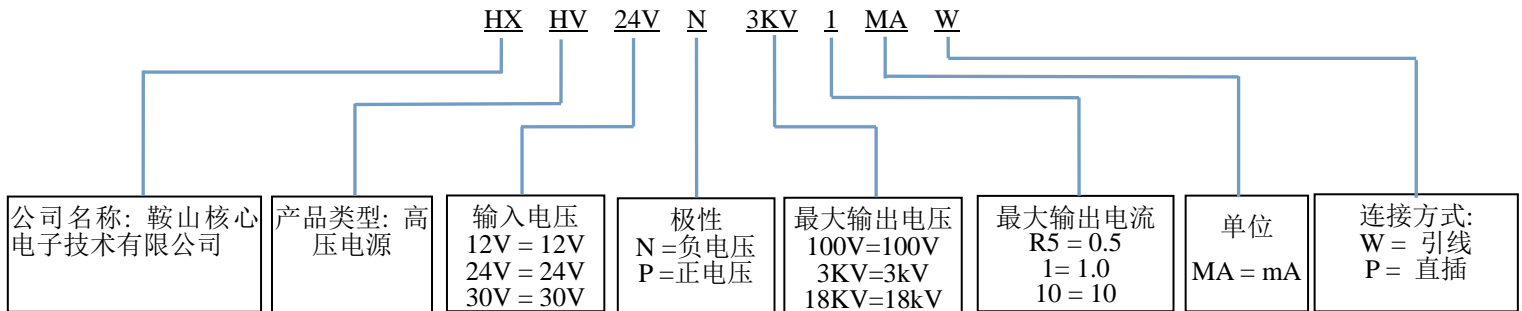 HX HV 24V N 3KV 1 MA W
公司名称: 鞍山核心
电子技术有限公司
产品类型: 高
压电源
输入电压
12V = 12V
24V = 24V
30V = 30V
极性
N =负电压
P =正电压
最大输出电压
100V=100V
3KV=3kV
18KV=18kV
最大输出电流
R5 = 0.5
1= 1.0
10 = 10
单位
MA = mA
连接方式:
W = 引线
P = 直插